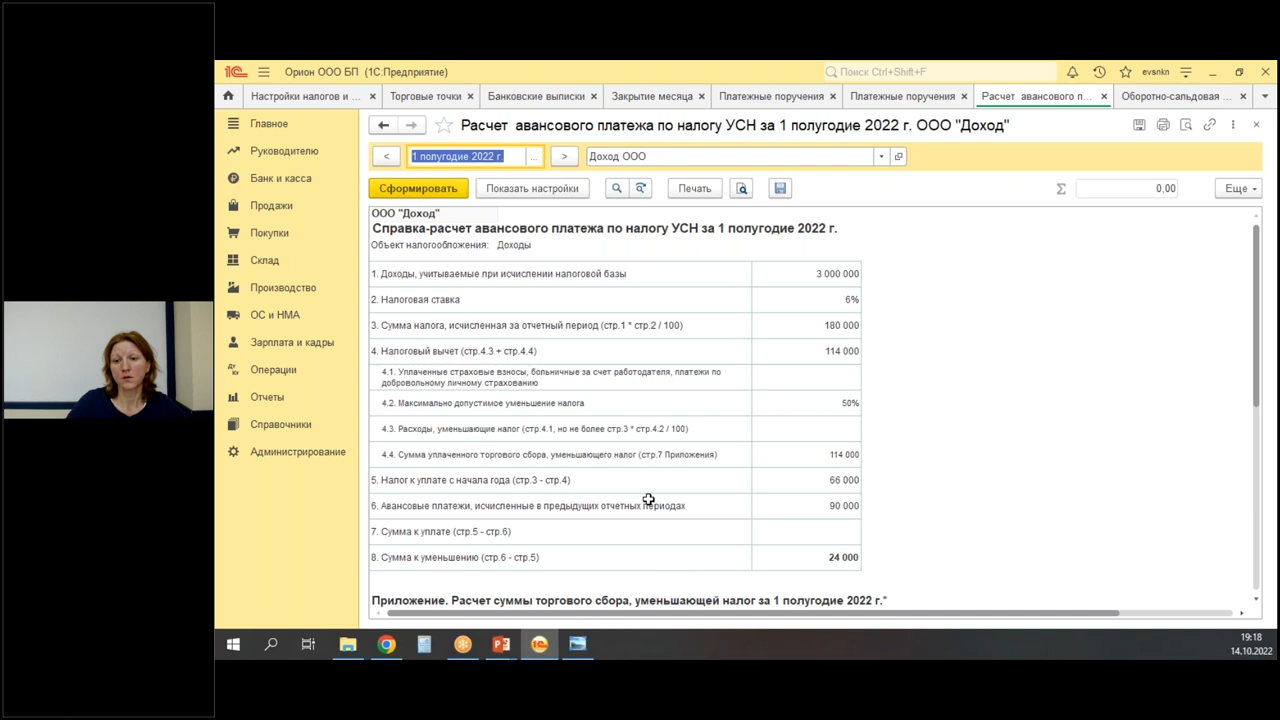 1С Орион ООО БП (1С:Предприятие) Поиск Ctrl+Shift+F evankn
Настройки налогов и ... × Торговые точки × Банковские выписки × Закрытие месяца × Платежные поручения × Платежные поручения × Расчет авансового п... × Оборотно-сальдовая ... ×
Главное
Руководителю
Банк и касса
Продажи
Покупки
Склад
Производство
ОС и НМА
Зарплата и кадры
Операции
Отчеты
Справочники
Администрирование
Расчет авансового платежа по налогу УСН за 1 полугодие 2022 г. ООО "Доход"
< 1 полугодие 2022 г. ... > Доход ООО
Сформировать Показать настройки Печать Σ 0,00 Еще
ООО "Доход"
Справка-расчет авансового платежа по налогу УСН за 1 полугодие 2022 г.
Объект налогообложения: Доходы
1. Доходы, учитываемые при исчислении налоговой базы 3 000 000
2. Налоговая ставка 6%
3. Сумма налога, исчисленная за отчетный период (стр.1 * стр.2 / 100) 180 000
4. Налоговый вычет (стр.4.3 + стр.4.4) 114 000
4.1. Уплаченные страховые взносы, больничные за счет работодателя, платежи по
добровольному личному страхованию
4.2. Максимально допустимое уменьшение налога 50%
4.3. Расходы, уменьшающие налог (стр.4.1, но не более стр.3 * стр.4.2 / 100)
4.4. Сумма уплаченного торгового сбора, уменьшающего налог (стр.7 Приложения) 114 000
5. Налог к уплате с начала года (стр.3 - стр.4) 66 000
6. Авансовые платежи, исчисленные в предыдущих отчетных периодах 90 000
7. Сумма к уплате (стр.5 - стр.6)
8. Сумма к уменьшению (стр.6 - стр.5) 24 000
Приложение. Расчет суммы торгового сбора, уменьшающей налог за 1 полугодие 2022 г.*
19:18
14.10.2022